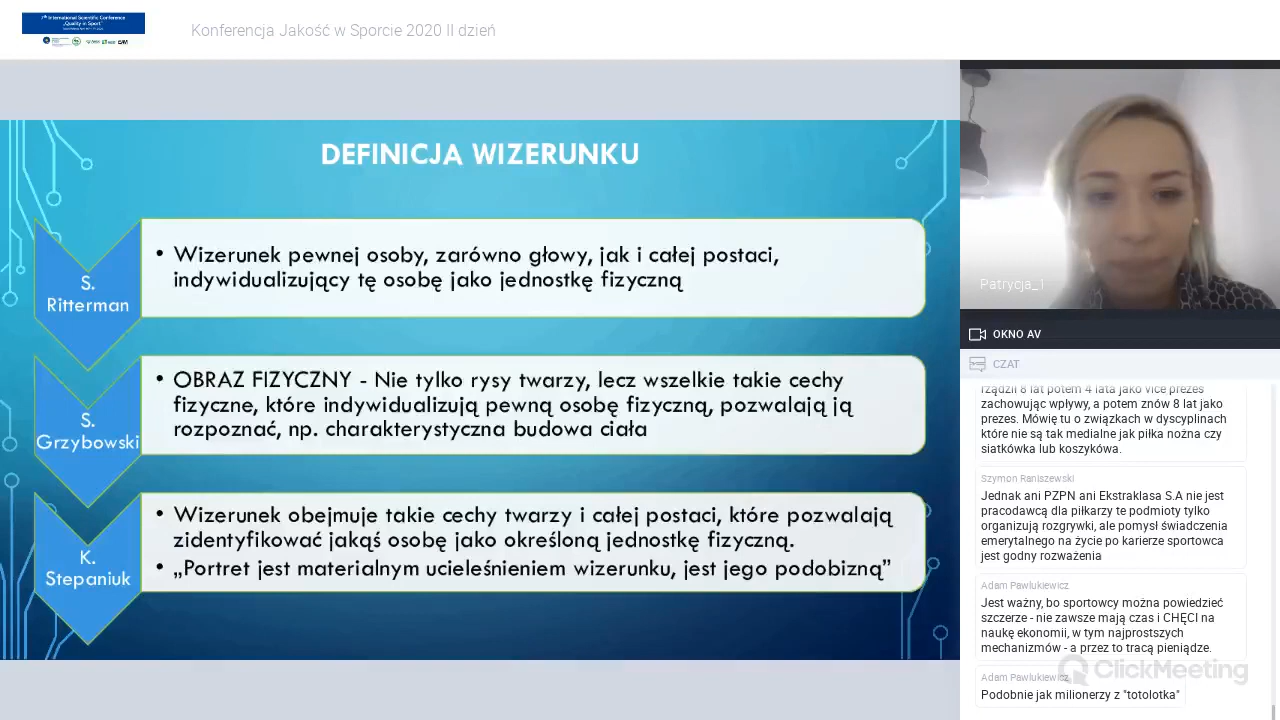 7th International Scientific Conference
„Quality in Sport"
Konferencja Jakość w Sporcie 2020 II dzień
DEFINICJA WIZERUNKU
S.
Ritterman
• Wizerunek pewnej osoby, zarówno głowy, jak i całej postaci,
indywidualizujący tę osobę jako jednostkę fizyczną
S.
Grzybowski
• OBRAZ FIZYCZNY - Nie tylko rysy twarzy, lecz wszelkie takie cechy
fizyczne, które indywidualizują pewną osobę fizyczną, pozwalają ją
rozpoznać, np. charakterystyczna budowa ciała
K.
Stepaniuk
• Wizerunek obejmuje takie cechy twarzy i całej postaci, które pozwalają
zidentyfikować jakąś osobę jako określoną jednostkę fizyczną.
• „Portret jest materialnym ucieleśnieniem wizerunku, jest jego podobizną”
Patrycja_1
OKNO AV
CZAT
rządził 8 lat potem 4 lata jako vice prezes
zachowując wpływy, a potem znów 8 lat jako
prezes. Mówię tu o związkach w dyscyplinach
które nie są tak medialne jak piłka nożna czy
siatkówka lub koszykówa.
Szymon Raniszewski
Jednak ani PZPN ani Ekstraklasa S.A nie jest
pracodawcą dla piłkarzy te podmioty tylko
organizują rozgrywki, ale pomysł świadczenia
emerytalnego na życie po karierze sportowca
jest godny rozważenia
Adam Pawlukiewicz
Jest ważny, bo sportowcy można powiedzieć
szczerze - nie zawsze mają czas i CHĘCI na
naukę ekonomii, w tym najprostszych
mechanizmów - a przez to tracą pieniądze.
ClickMeeting
Adam Pawlukiewicz
Podobnie jak milionerzy z "totolotka"